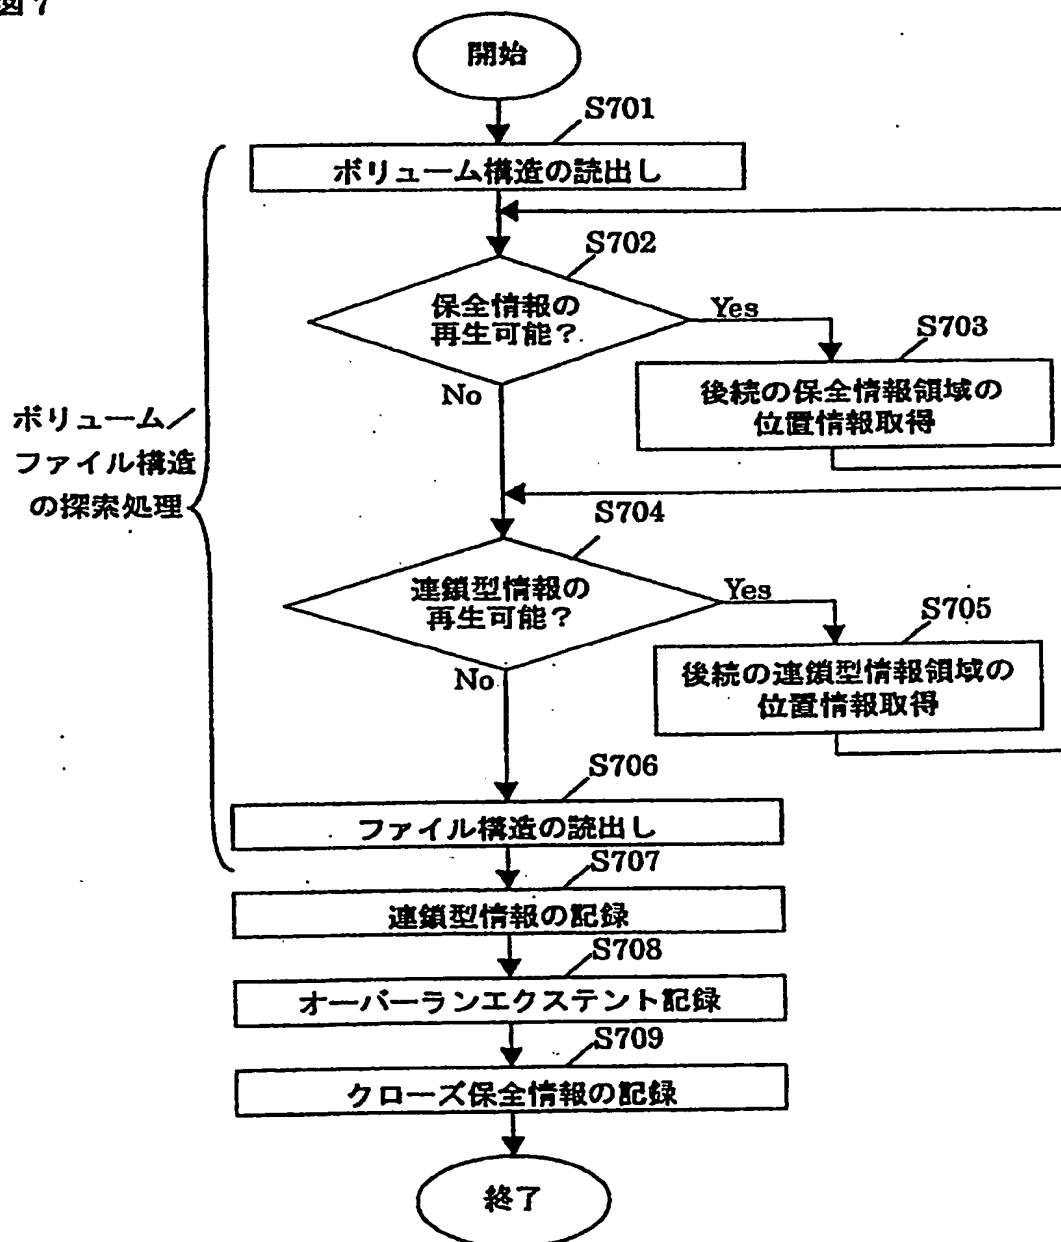 図7
開始
S701
ボリューム構造の読出し
S702
保全情報の
再生可能?
Yes
No
S703
後続の保全情報領域の
位置情報取得
ボリューム/
ファイル構造
の探索処理
S704
連鎖型情報の
再生可能?
Yes
No
S705
後続の連鎖型情報領域の
位置情報取得
S706
ファイル構造の読出し
S707
連鎖型情報の記録
S708
オーバーランエクステント記録
S709
クローズ保全情報の記録
終了